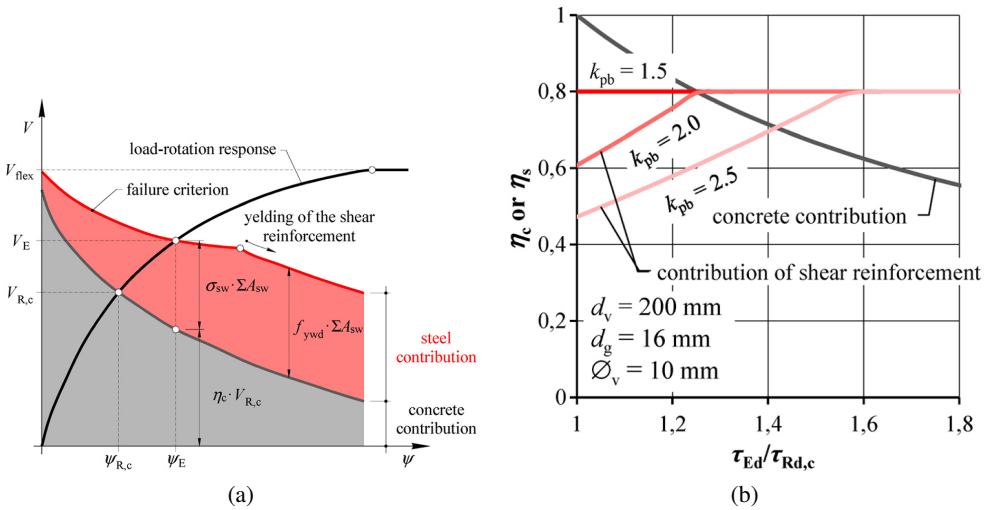 V
V_flex
V_E
V_R,c
load-rotation response
failure criterion
yelding of the shear
reinforcement
σ_sw·ΣA_sw
f_ywd·ΣA_sw
η_c·V_R,c
steel
contribution
concrete
contribution
ψ_R,c
ψ_E
ψ
(a)
η_c or η_s
1
0,8
0,6
0,4
0,2
0
k_pb = 1.5
k_pb = 2.0
k_pb = 2.5
concrete contribution
contribution of shear reinforcement
d_v = 200 mm
d_g = 16 mm
∅_v = 10 mm
1
1,2
1,4
1,6
1,8
τ_Ed/τ_Rd,c
(b)